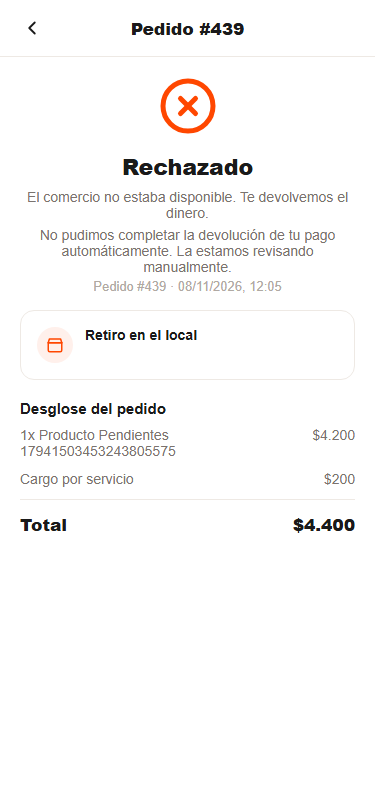 Pedido #439
Rechazado
El comercio no estaba disponible. Te devolvemos el
dinero.
No pudimos completar la devolución de tu pago
automáticamente. La estamos revisando
manualmente.
Pedido #439 · 08/11/2026, 12:05
Retiro en el local
Desglose del pedido
1x Producto Pendientes $4.200
17941503453243805575
Cargo por servicio $200
Total $4.400